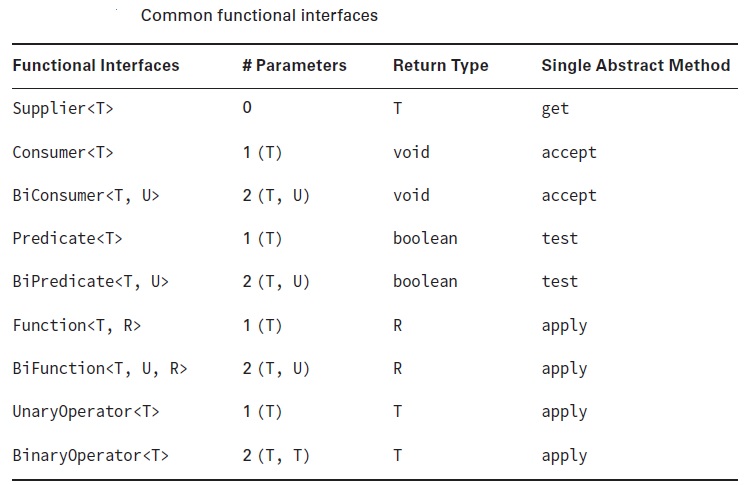 Common functional interfaces
Functional Interfaces # Parameters Return Type Single Abstract Method
Supplier<T> 0 T get
Consumer<T> 1 (T) void accept
BiConsumer<T, U> 2 (T, U) void accept
Predicate<T> 1 (T) boolean test
BiPredicate<T, U> 2 (T, U) boolean test
Function<T, R> 1 (T) R apply
BiFunction<T, U, R> 2 (T, U) R apply
UnaryOperator<T> 1 (T) T apply
BinaryOperator<T> 2 (T, T) T apply